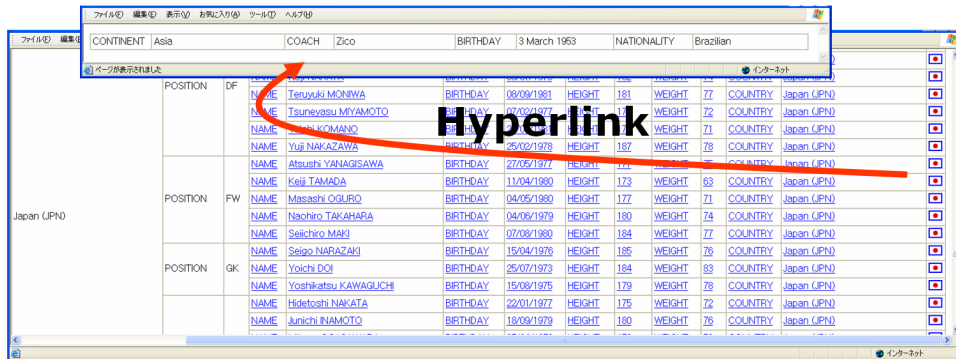 ファイル(F) 編集(E) 表示(V) お気に入り(A) ツール(T) ヘルプ(H)
CONTINENT Asia COACH Zico BIRTHDAY 3 March 1953 NATIONALITY Brazilian
ページが表示されました インターネット
ファイル(F) 編集(E
POSITION DF
NAME Teruyuki MONIWA BIRTHDAY 08/09/1981 HEIGHT 181 WEIGHT 77 COUNTRY Japan (JPN)
NAME Tsuneyasu MIYAMOTO BIRTHDAY 07/02/1977 HEIGHT WEIGHT 72 COUNTRY Japan (JPN)
KOMANO BIRTHDAY HEIGHT WEIGHT 71 COUNTRY Japan (JPN)
Hyperlink
NAME Yuji NAKAZAWA BIRTHDAY 25/02/1978 HEIGHT 187 WEIGHT 78 COUNTRY Japan (JPN)
NAME Atsushi YANAGISAWA BIRTHDAY 27/05/1977 HEIGHT WEIGHT COUNTRY Japan (JPN)
NAME Keiji TAMADA BIRTHDAY 11/04/1980 HEIGHT 173 WEIGHT 63 COUNTRY Japan (JPN)
POSITION FW NAME Masashi OGURO BIRTHDAY 04/05/1980 HEIGHT 177 WEIGHT 71 COUNTRY Japan (JPN)
Japan (JPN)
NAME Naohiro TAKAHARA BIRTHDAY 04/06/1979 HEIGHT 180 WEIGHT 74 COUNTRY Japan (JPN)
NAME Seiichiro MAKI BIRTHDAY 07/08/1980 HEIGHT 184 WEIGHT 77 COUNTRY Japan (JPN)
NAME Seigo NARAZAKI BIRTHDAY 15/04/1976 HEIGHT 185 WEIGHT 76 COUNTRY Japan (JPN)
POSITION GK NAME Yoichi DOI BIRTHDAY 25/07/1973 HEIGHT 184 WEIGHT 83 COUNTRY Japan (JPN)
NAME Yoshikatsu KAWAGUCHI BIRTHDAY 15/08/1975 HEIGHT 179 WEIGHT 78 COUNTRY Japan (JPN)
NAME Hidetoshi NAKATA BIRTHDAY 22/01/1977 HEIGHT 175 WEIGHT 72 COUNTRY Japan (JPN)
NAME Junichi INAMOTO BIRTHDAY 18/09/1979 HEIGHT 180 WEIGHT 76 COUNTRY Japan (JPN)
インターネット